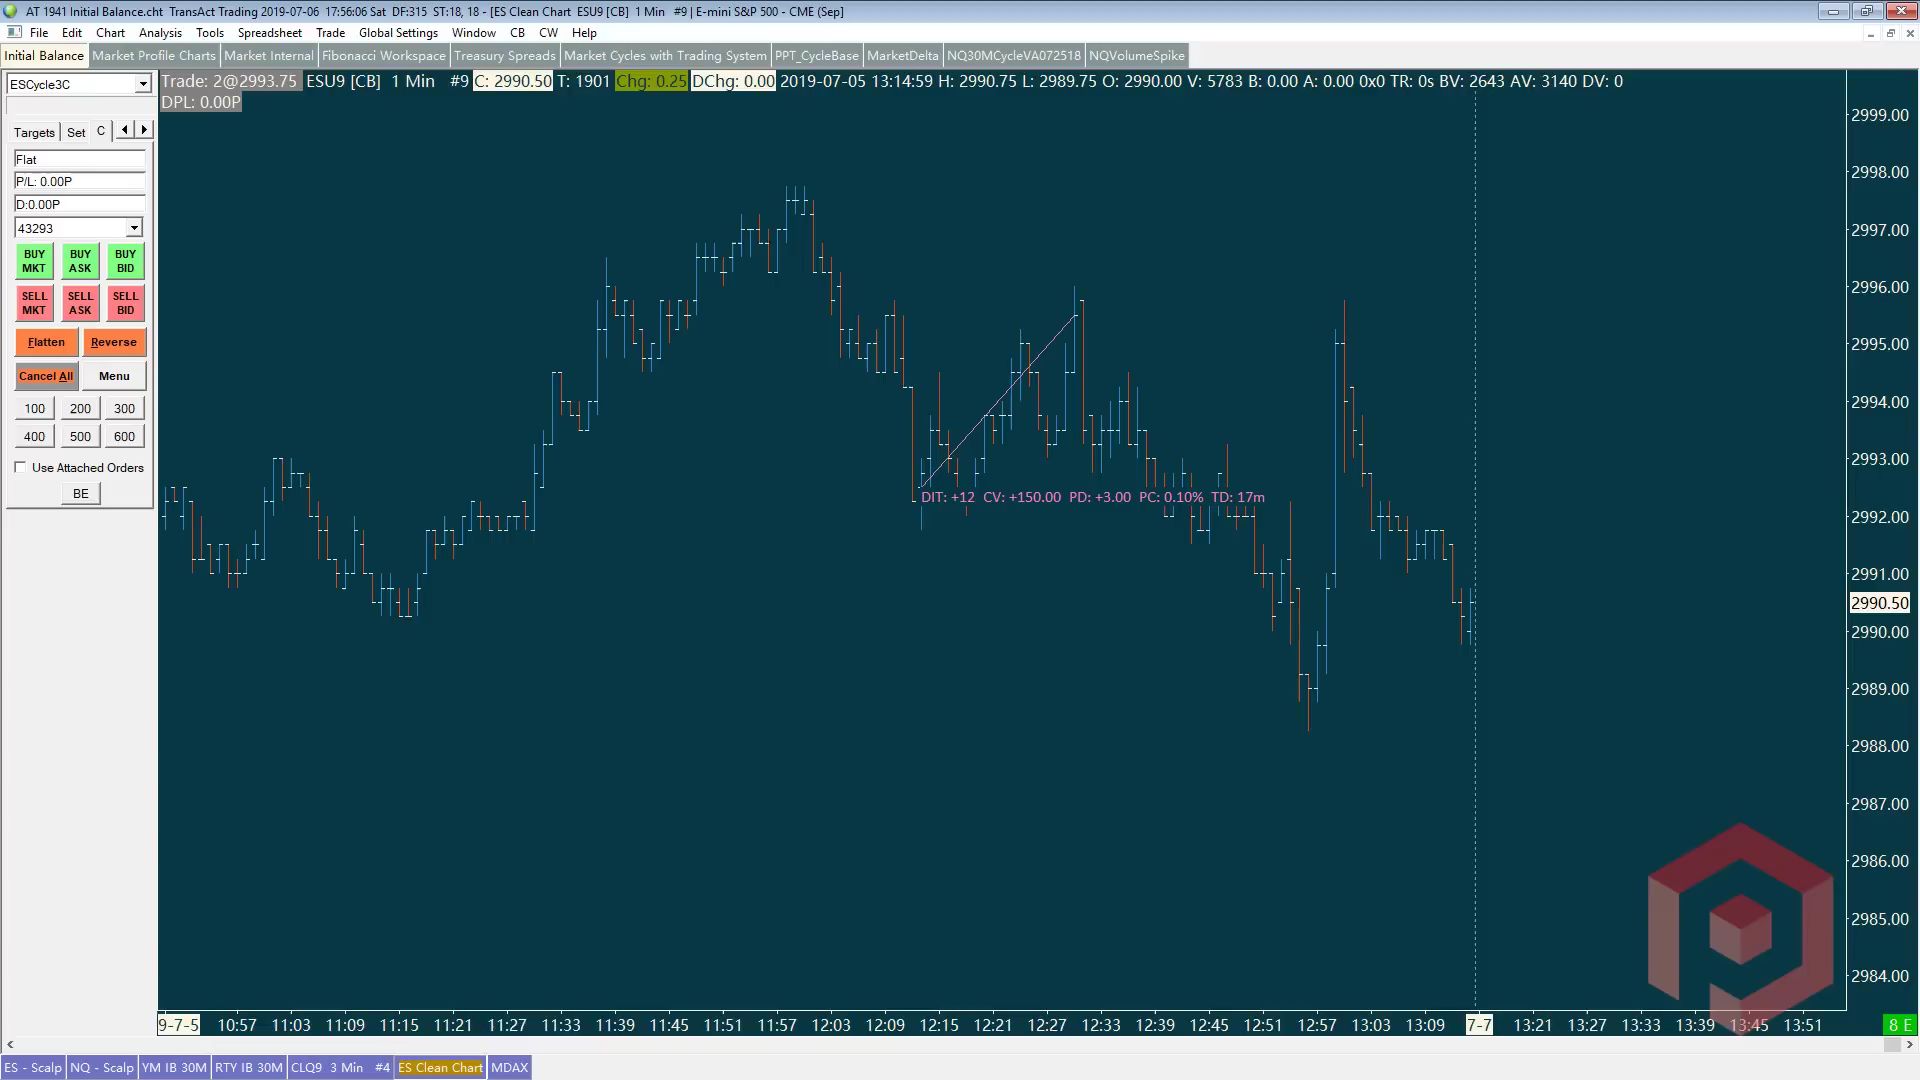 AT 1941 Initial Balance.cht  TransAct Trading 2019-07-06  17:56:06 Sat  DF:315  ST:18, 18 - [ES Clean Chart  ESU9 [CB]  1 Min   #9 | E-mini S&P 500 - CME (Sep)]
File Edit Chart Analysis Tools Spreadsheet Trade Global Settings Window CB CW Help
Initial Balance Market Profile Charts Market Internal Fibonacci Workspace Treasury Spreads Market Cycles with Trading System PPT_CycleBase MarketDelta NQ30MCycleVA072518 NQVolumeSpike
ESCycle3C
Trade: 2@2993.75 ESU9 [CB]  1 Min  #9 C: 2990.50 T: 1901 Chg: 0.25 DChg: 0.00 2019-07-05 13:14:59 H: 2990.75 L: 2989.75 O: 2990.00 V: 5783 B: 0.00 A: 0.00 0x0 TR: 0s BV: 2643 AV: 3140 DV: 0
DPL: 0.00P
Targets Set C
Flat
P/L: 0.00P
D:0.00P
43293
BUY MKT BUY ASK BUY BID
SELL MKT SELL ASK SELL BID
Flatten Reverse
Cancel All Menu
100 200 300
400 500 600
Use Attached Orders
BE
DIT: +12  CV: +150.00  PD: +3.00  PC: 0.10%  TD: 17m
2999.00
2998.00
2997.00
2996.00
2995.00
2994.00
2993.00
2992.00
2991.00
2990.50
2990.00
2989.00
2988.00
2987.00
2986.00
2985.00
2984.00
9-7-5 10:57 11:03 11:09 11:15 11:21 11:27 11:33 11:39 11:45 11:51 11:57 12:03 12:09 12:15 12:21 12:27 12:33 12:39 12:45 12:51 12:57 13:03 13:09 7-7 13:21 13:27 13:33 13:39 13:45 13:51 8 E
ES - Scalp NQ - Scalp YM IB 30M RTY IB 30M CLQ9  3 Min  #4 ES Clean Chart MDAX